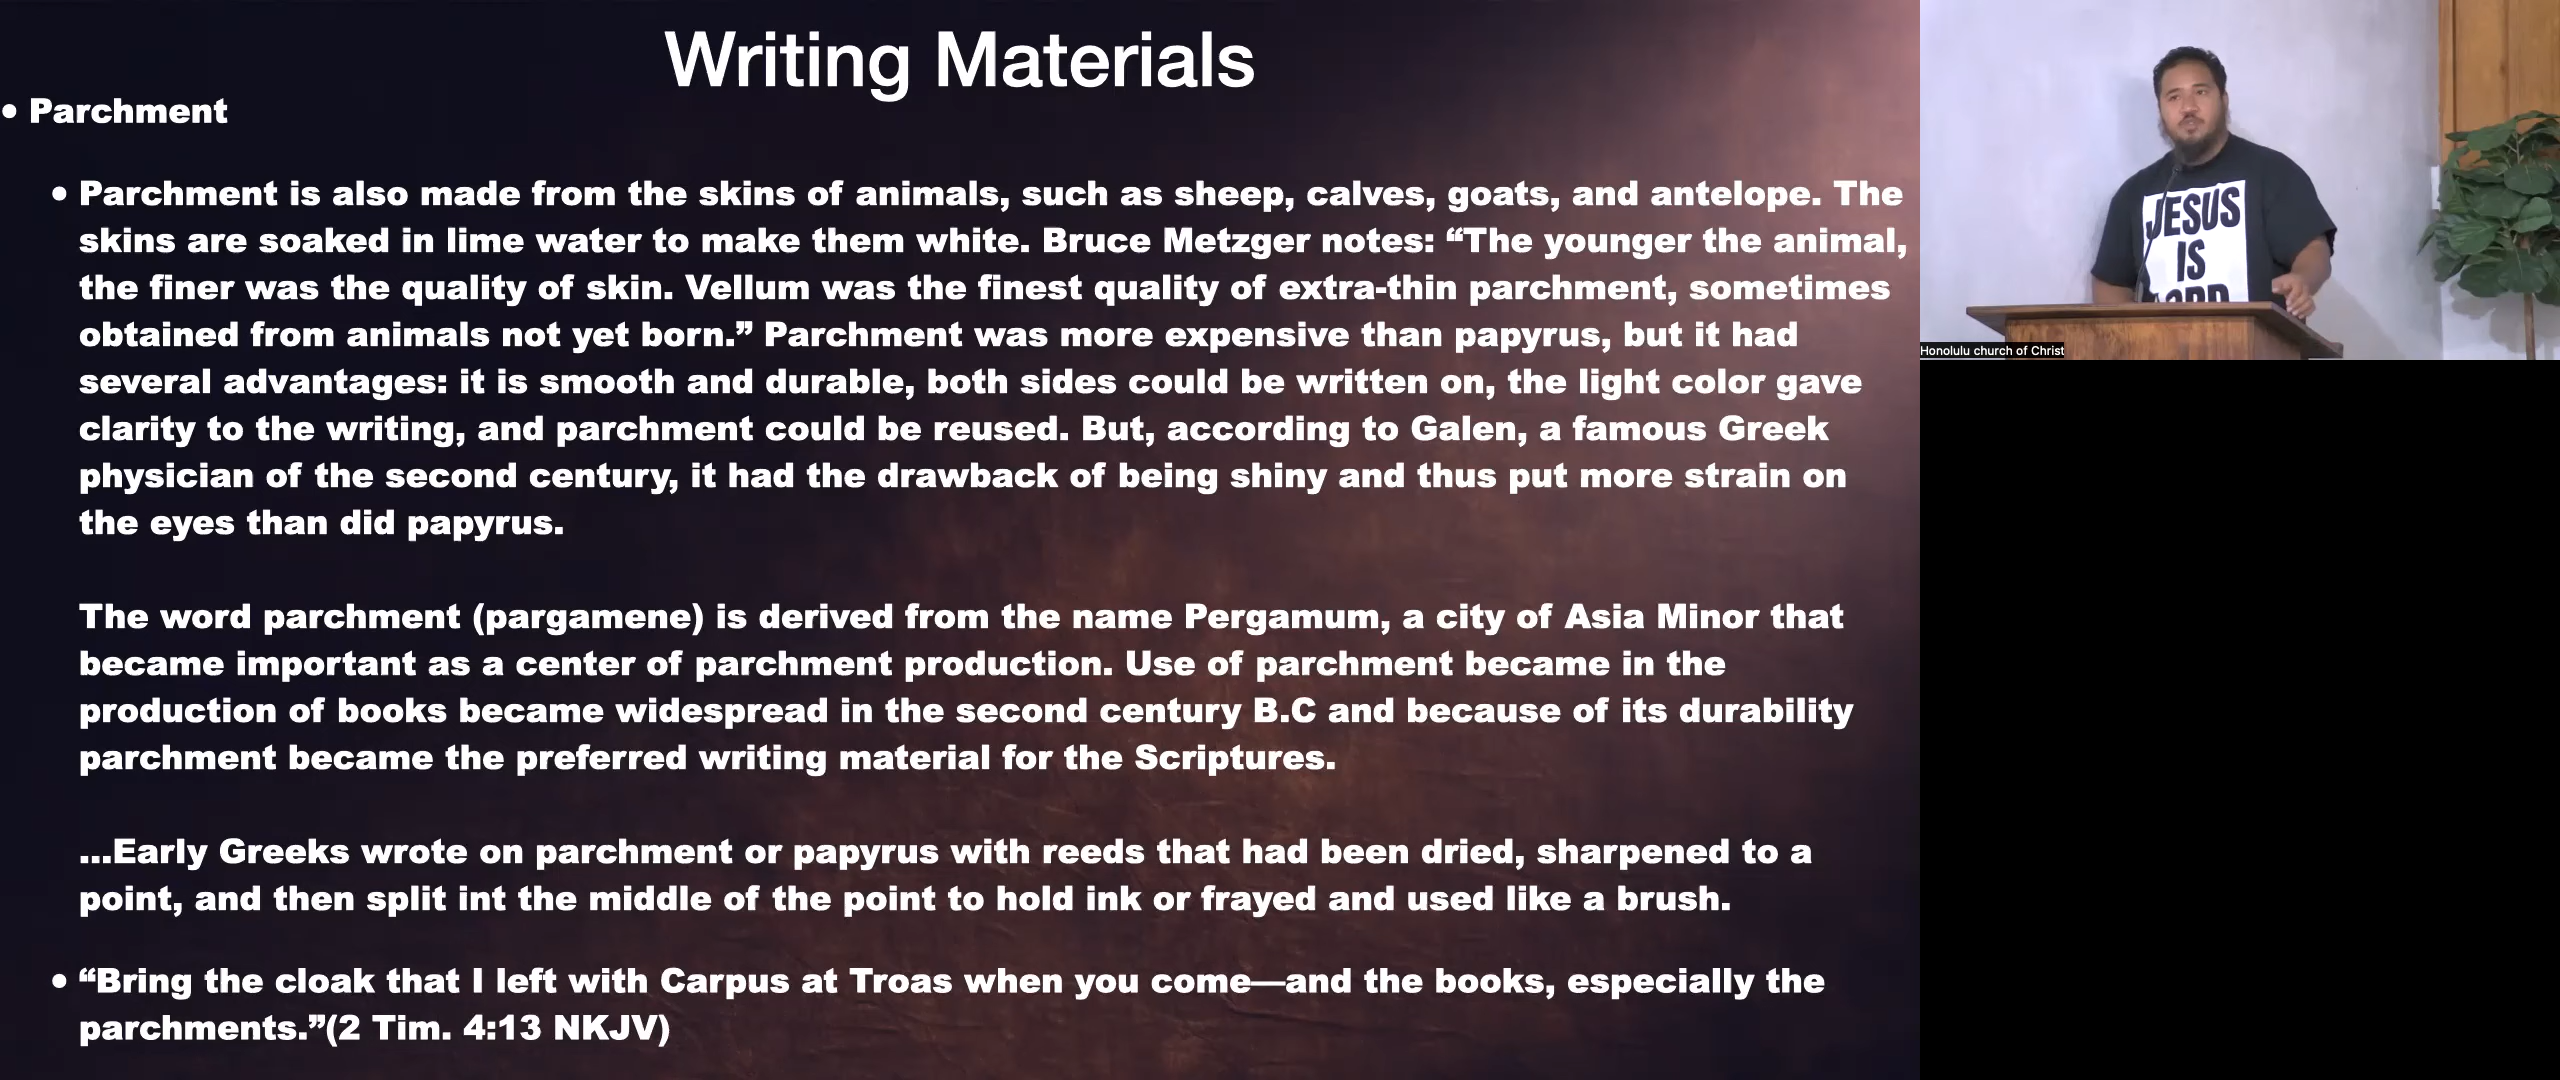 Writing Materials
• Parchment
• Parchment is also made from the skins of animals, such as sheep, calves, goats, and antelope. The
skins are soaked in lime water to make them white. Bruce Metzger notes: “The younger the animal,
the finer was the quality of skin. Vellum was the finest quality of extra-thin parchment, sometimes
obtained from animals not yet born.” Parchment was more expensive than papyrus, but it had
several advantages: it is smooth and durable, both sides could be written on, the light color gave
clarity to the writing, and parchment could be reused. But, according to Galen, a famous Greek
physician of the second century, it had the drawback of being shiny and thus put more strain on
the eyes than did papyrus.
The word parchment (pargamene) is derived from the name Pergamum, a city of Asia Minor that
became important as a center of parchment production. Use of parchment became in the
production of books became widespread in the second century B.C and because of its durability
parchment became the preferred writing material for the Scriptures.
...Early Greeks wrote on parchment or papyrus with reeds that had been dried, sharpened to a
point, and then split int the middle of the point to hold ink or frayed and used like a brush.
• “Bring the cloak that I left with Carpus at Troas when you come—and the books, especially the
parchments.”(2 Tim. 4:13 NKJV)
JESUS
IS
LORD
Honolulu church of Christ